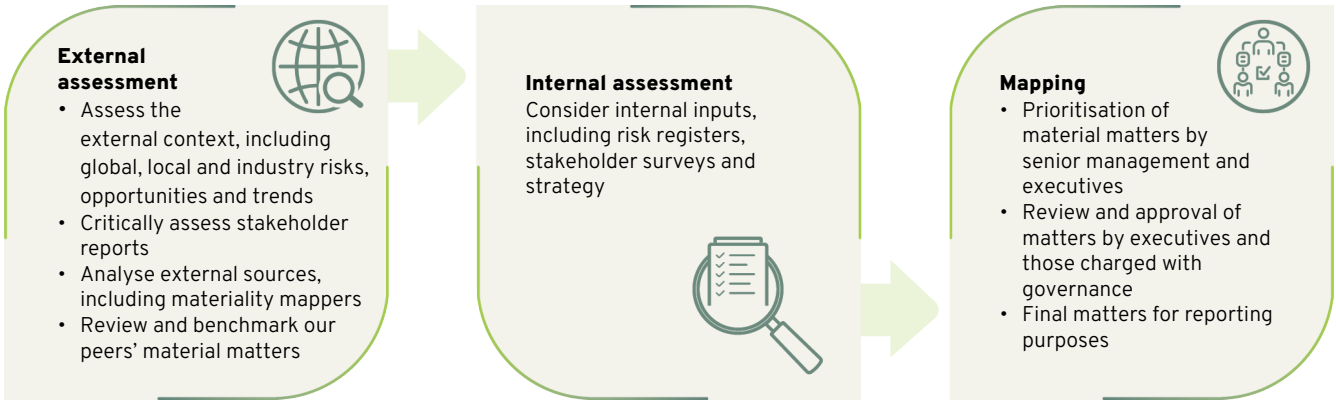 External
assessment
• Assess the
external context, including
global, local and industry risks,
opportunities and trends
• Critically assess stakeholder
reports
• Analyse external sources,
including materiality mappers
• Review and benchmark our
peers’ material matters
Internal assessment
Consider internal inputs,
including risk registers,
stakeholder surveys and
strategy
Mapping
• Prioritisation of
material matters by
senior management and
executives
• Review and approval of
matters by executives and
those charged with
governance
• Final matters for reporting
purposes